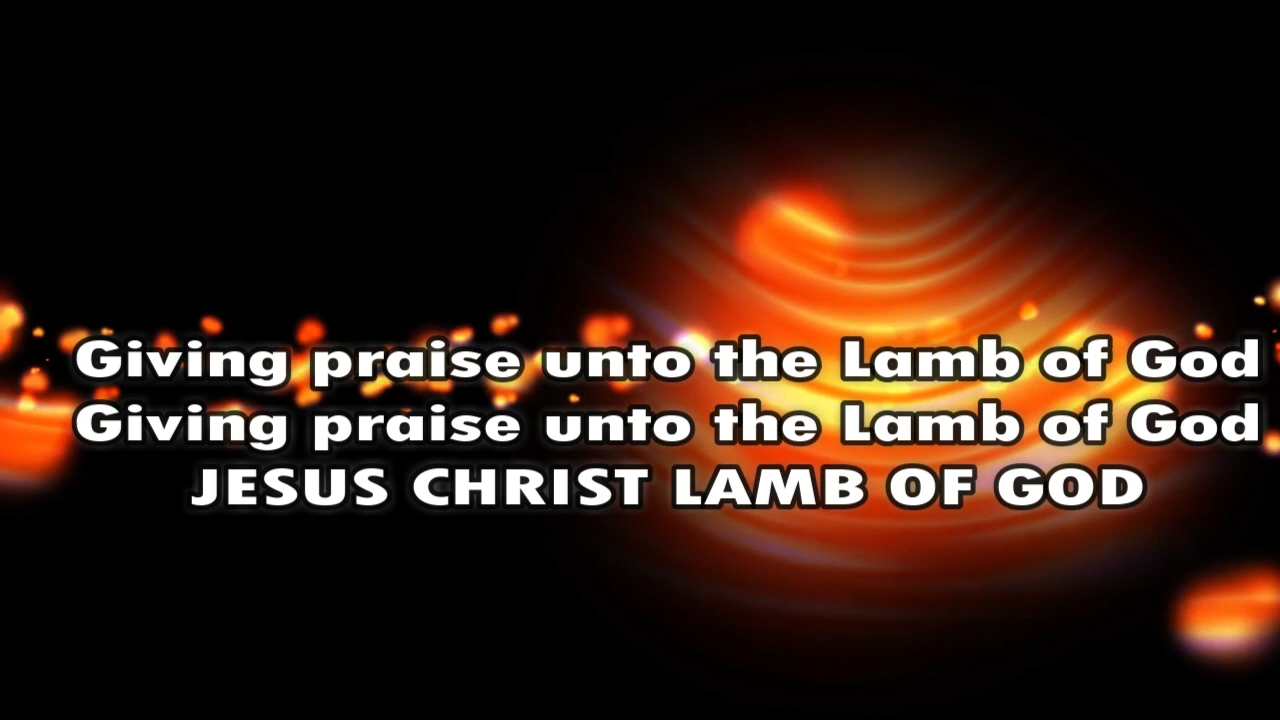 Giving praise unto the Lamb of God
Giving praise unto the Lamb of God
JESUS CHRIST LAMB OF GOD